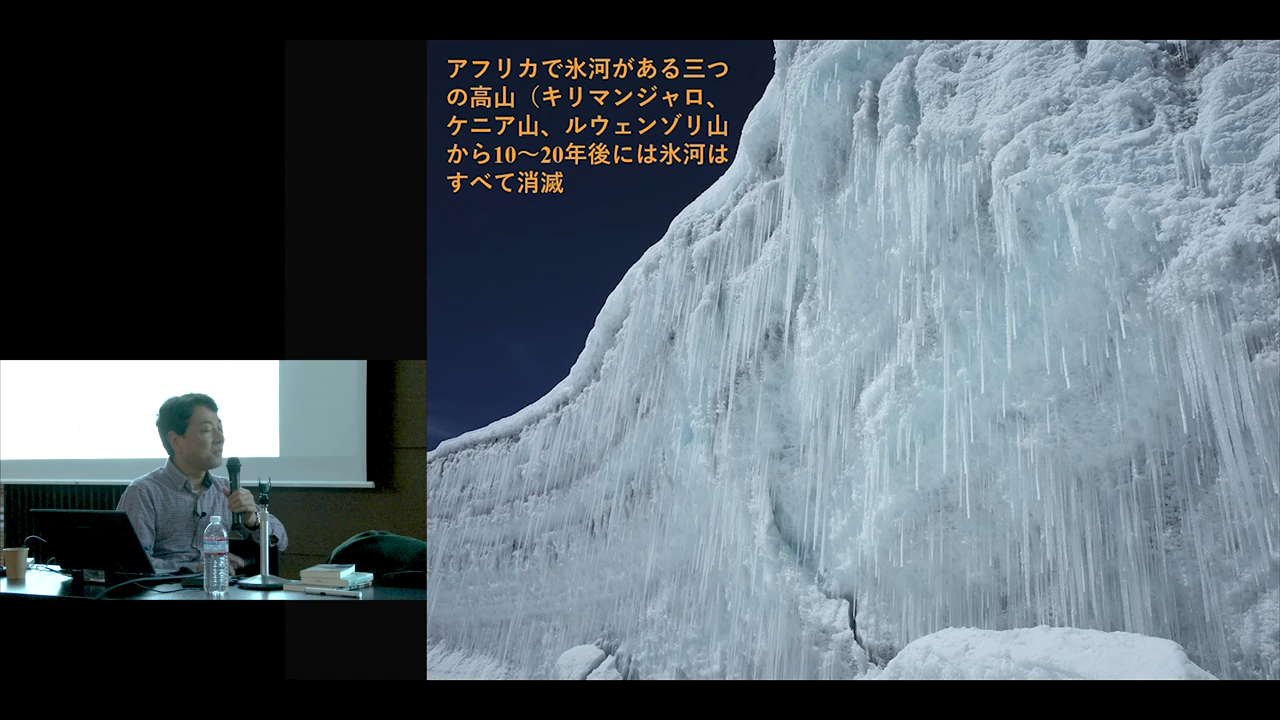 アフリカで氷河がある三つ
の高山（キリマンジャロ、
ケニア山、ルウェンゾリ山
から10～20年後には氷河は
すべて消滅